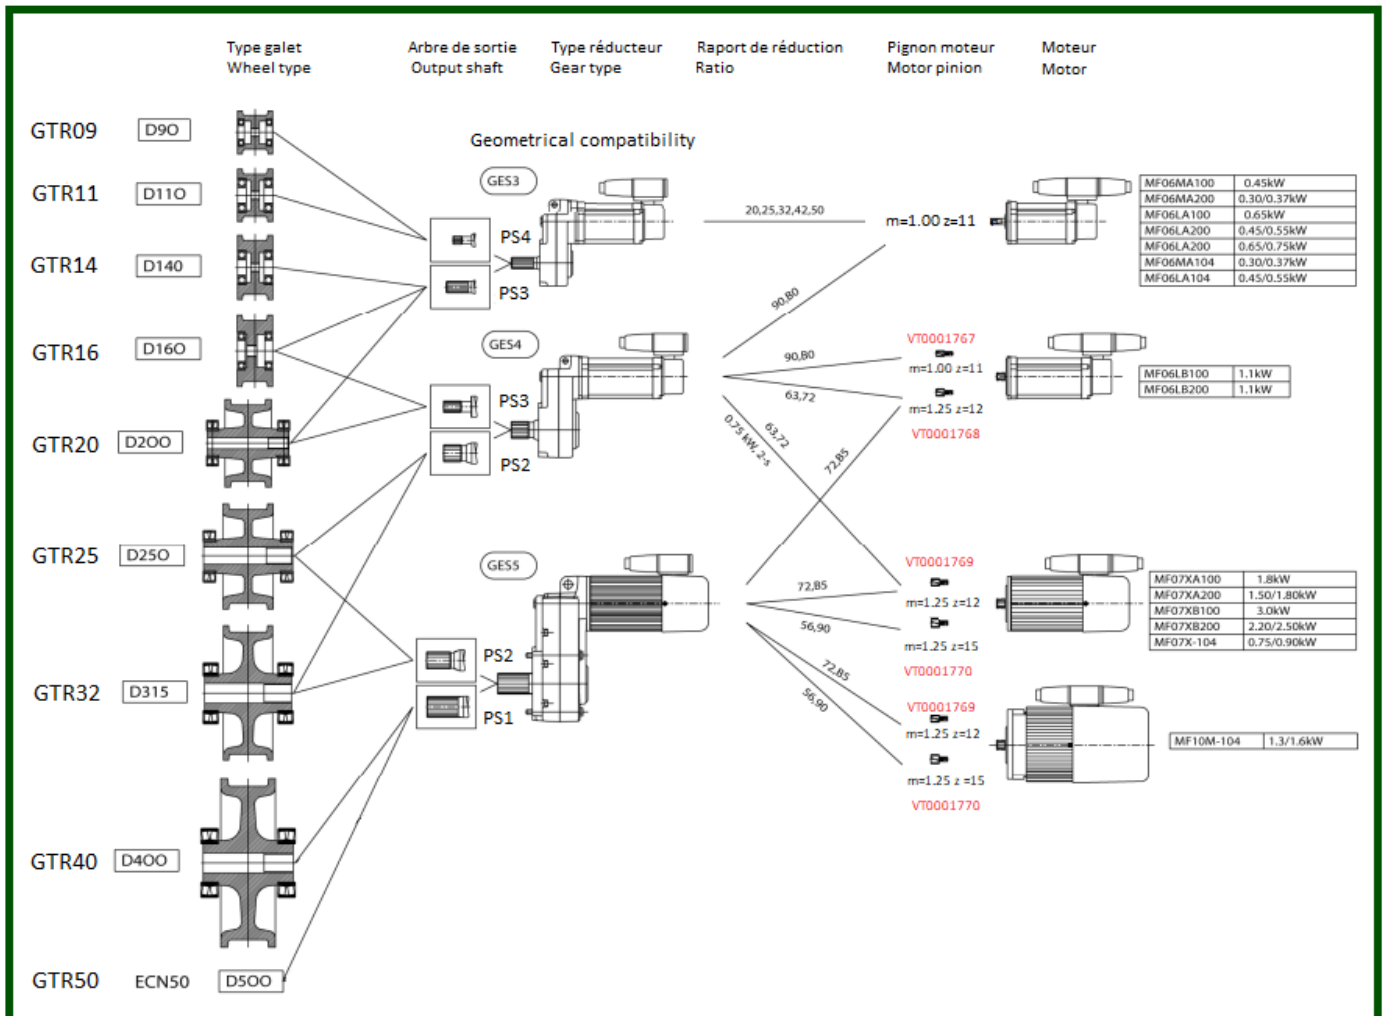 Type galet
Wheel type
Arbre de sortie
Output shaft
Type réducteur
Gear type
Raport de réduction
Ratio
Pignon moteur
Motor pinion
Moteur
Motor
Geometrical compatibility
GTR09 D90
GTR11 D110
GTR14 D140
GTR16 D160
GTR20 D200
GTR25 D250
GTR32 D315
GTR40 D400
GTR50 ECN50 D500
GES3
PS4
PS3
20,25,32,42,50
m=1.00 z=11
MF06MA100 0.45kW
MF06MA200 0.30/0.37kW
MF06LA100 0.65kW
MF06LA200 0.45/0.55kW
MF06LA200 0.65/0.75kW
MF06MA104 0.30/0.37kW
MF06LA104 0.45/0.55kW
GES4
PS3
PS2
90,80
90,80
63,72
63,72
0.75 kW, 2-s
VT0001767
m=1.00 z=11
m=1.25 z=12
VT0001768
MF06LB100 1.1kW
MF06LB200 1.1kW
GES5
PS2
PS1
72,85
72,85
56,90
72,85
56,90
VT0001769
m=1.25 z=12
m=1.25 z=15
VT0001770
MF07XA100 1.8kW
MF07XA200 1.50/1.80kW
MF07XB100 3.0kW
MF07XB200 2.20/2.50kW
MF07X-104 0.75/0.90kW
VT0001769
m=1.25 z=12
m=1.25 z =15
VT0001770
MF10M-104 1.3/1.6kW